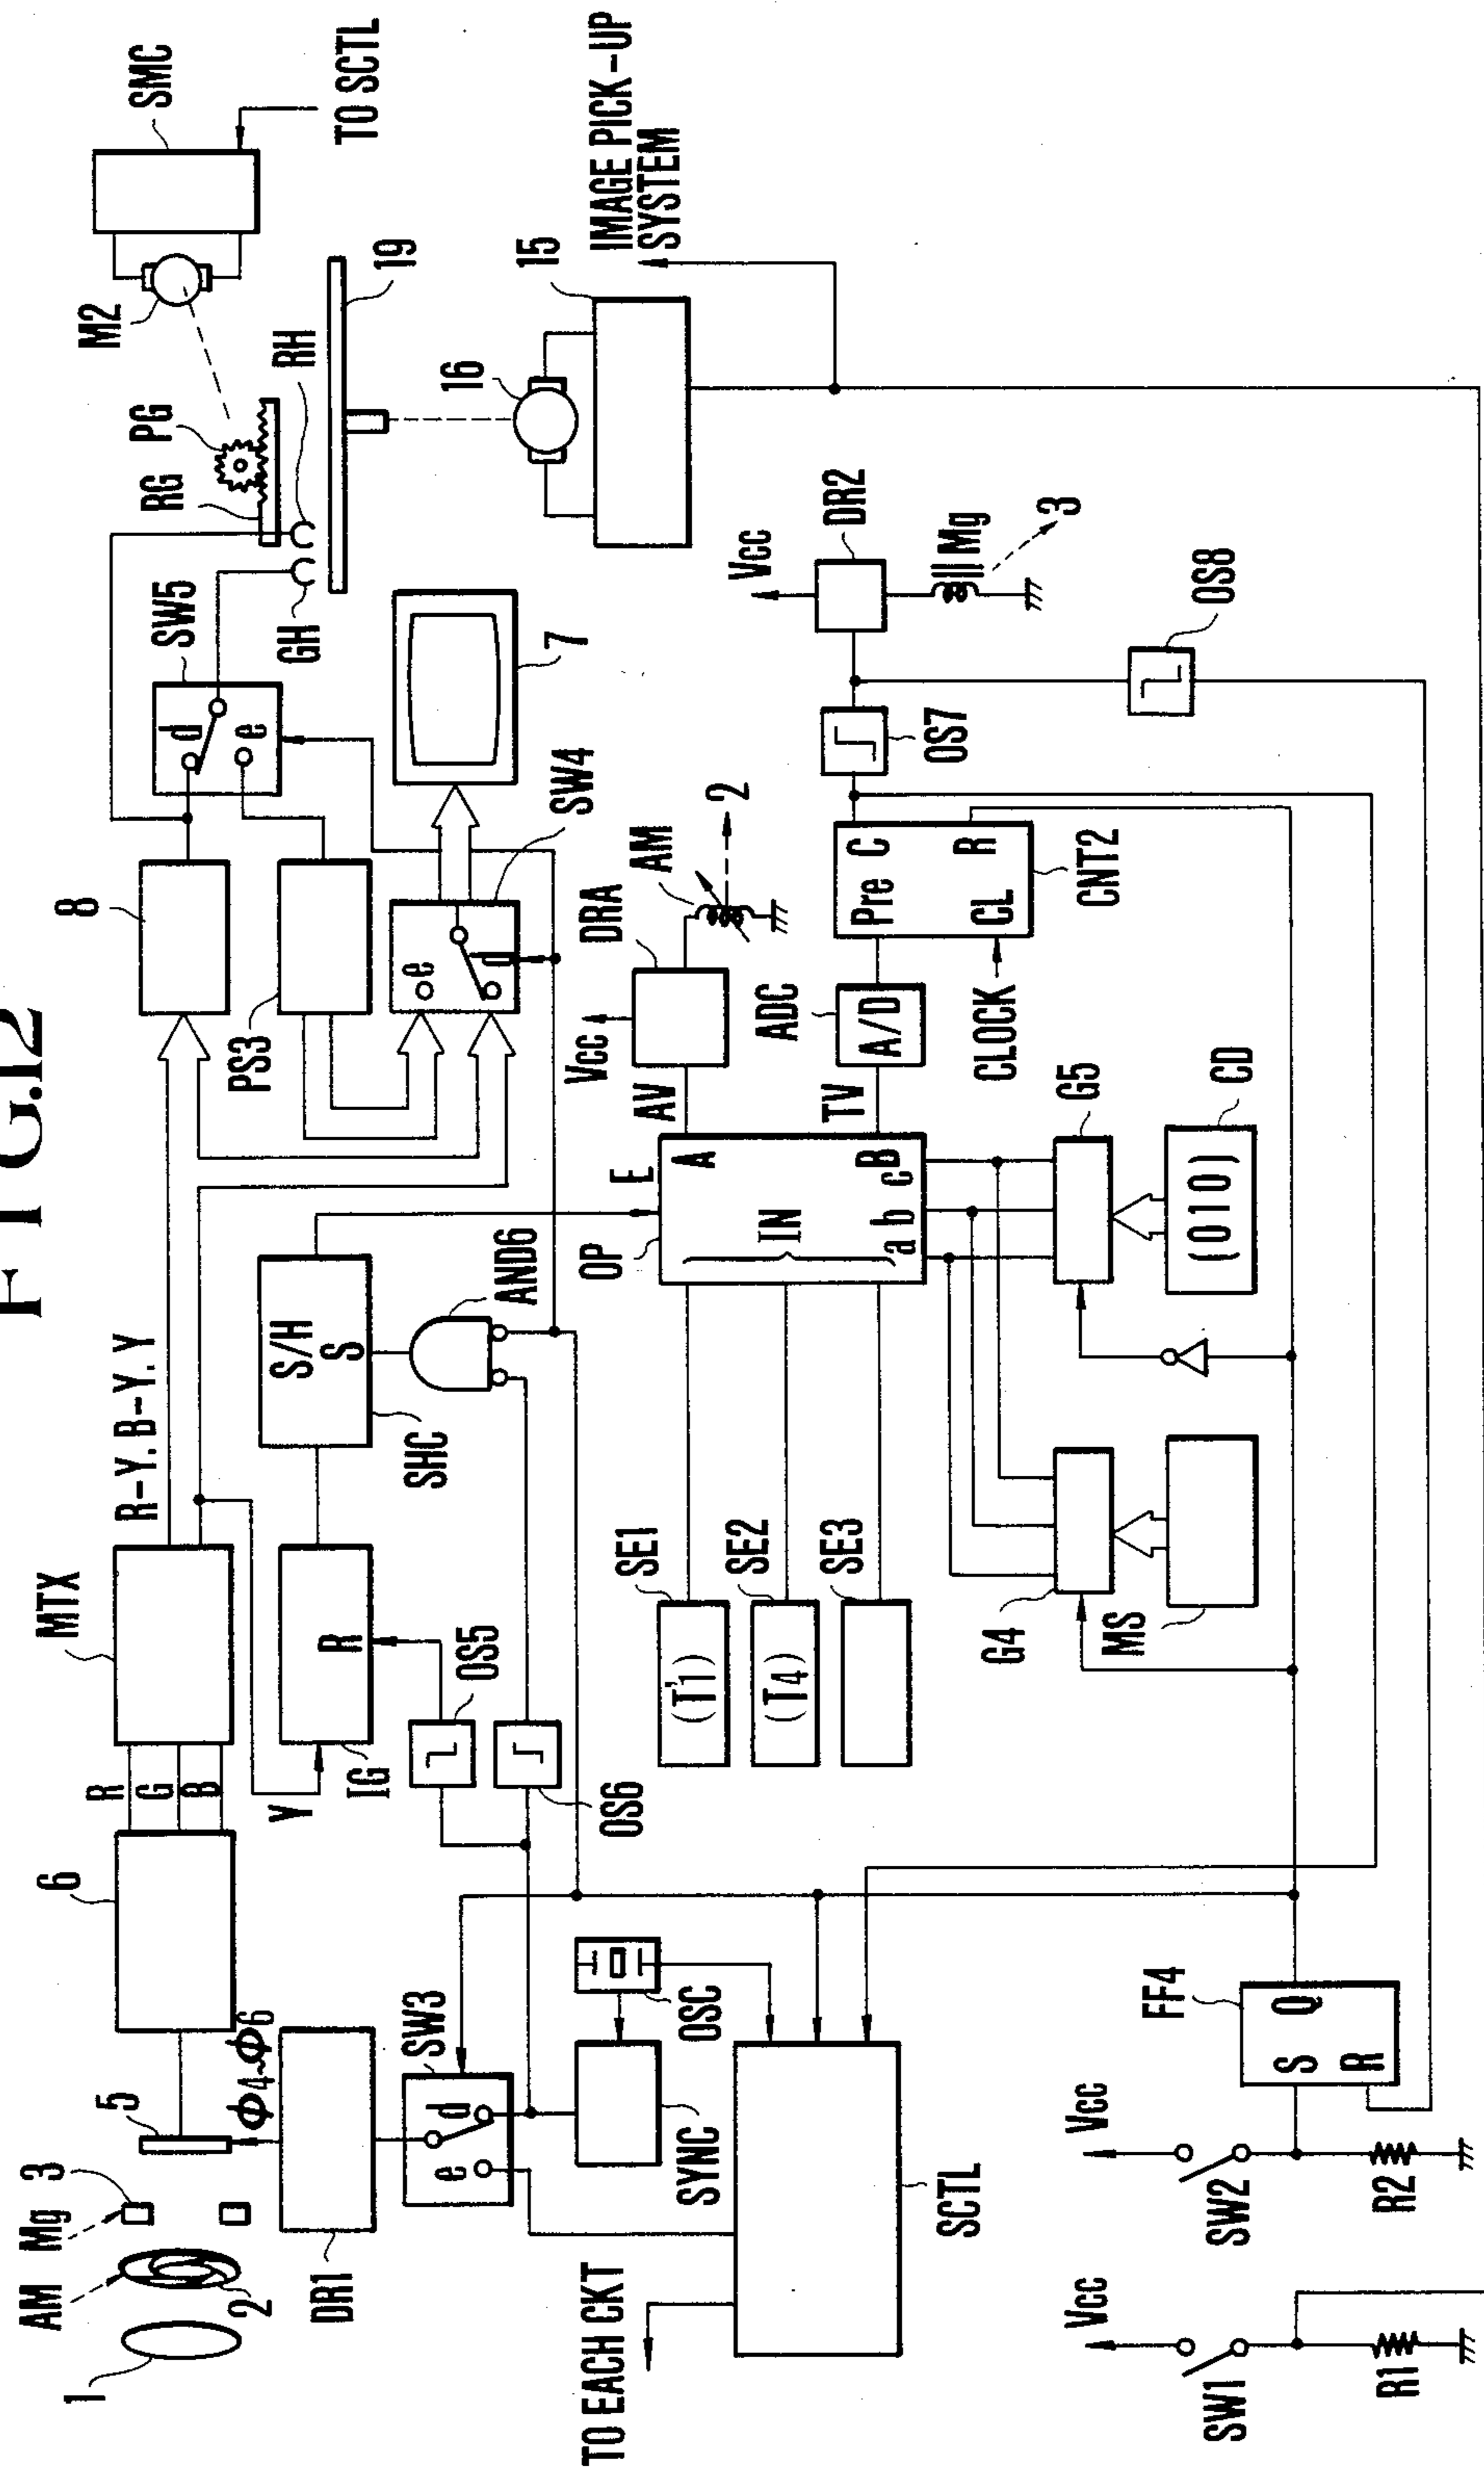 FIG.12
1
AM
Mg
3
2
5
Φ4~Φ6
DR1
6
R
G
B
MTX
R-Y.B-Y.Y
Y
IG
R
S/H
S
SHC
AND6
OS5
OS6
8
PS3
SW5
d
e
SW4
e
d
7
GH
RH
RG
PG
M2
SMC
TO SCTL
19
16
15
IMAGE PICK-UP
SYSTEM
SW3
d
e
SYNC
OSC
SCTL
TO EACH CKT
SE1
(T'1)
SE2
(T4)
SE3
OP
E
A
IN
B
a b c
AV
TV
Vcc
DRA
AM
2
ADC
A/D
Pre C
CL R
CNT2
CLOCK
OS7
Vcc
DR2
Mg
3
OS8
G4
MS
G5
CD
(010)
FF4
S Q
R
Vcc
SW1
R1
Vcc
SW2
R2